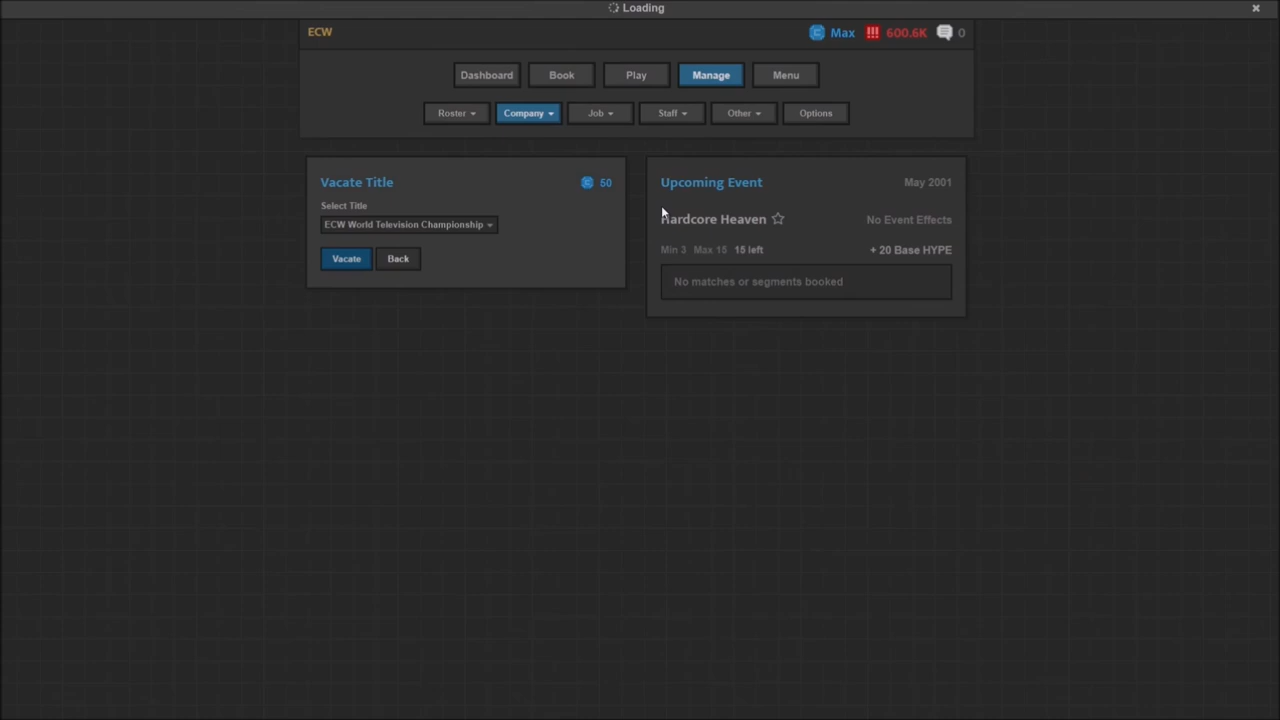 Loading
ECW
Max 600.6K 0
Dashboard Book Play Manage Menu
Roster Company Job Staff Other Options
Vacate Title 50
Select Title
ECW World Television Championship
Vacate Back
Upcoming Event May 2001
Hardcore Heaven No Event Effects
Min 3 Max 15 15 left + 20 Base HYPE
No matches or segments booked